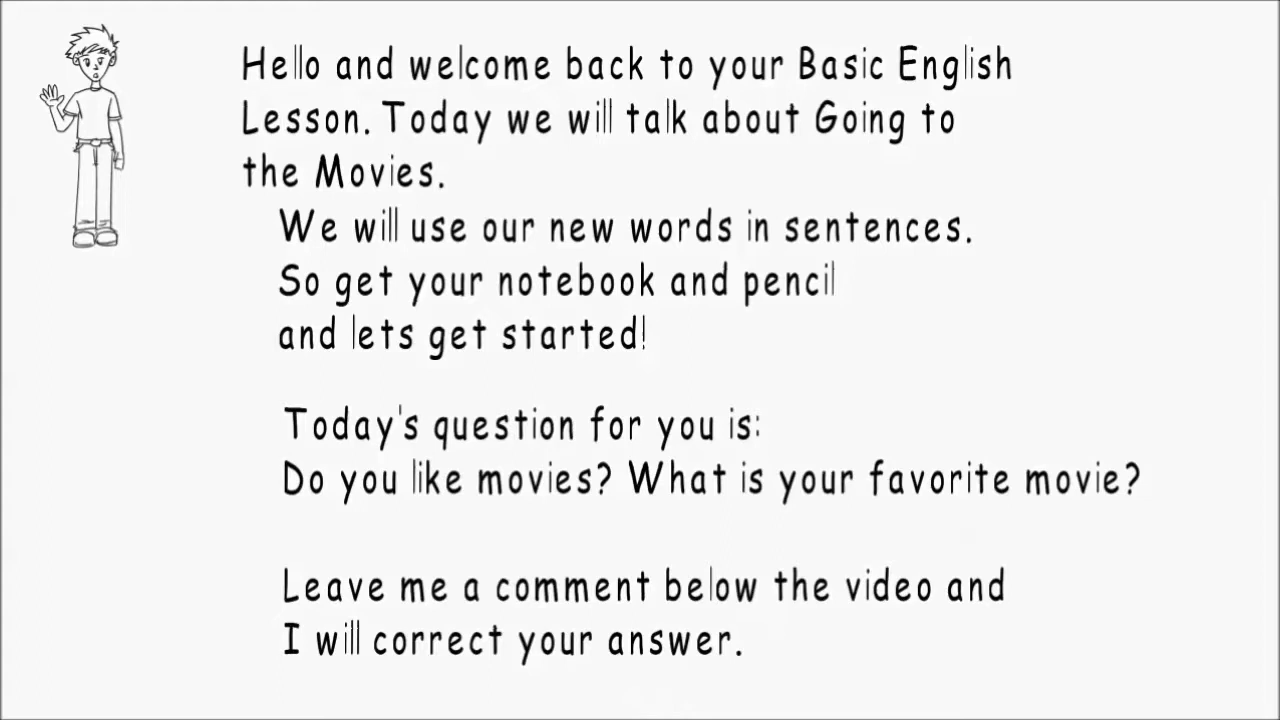 Hello and welcome back to your Basic English
Lesson. Today we will talk about Going to
the Movies.
We will use our new words in sentences.
So get your notebook and pencil
and lets get started!
Today's question for you is:
Do you like movies? What is your favorite movie?
Leave me a comment below the video and
I will correct your answer.